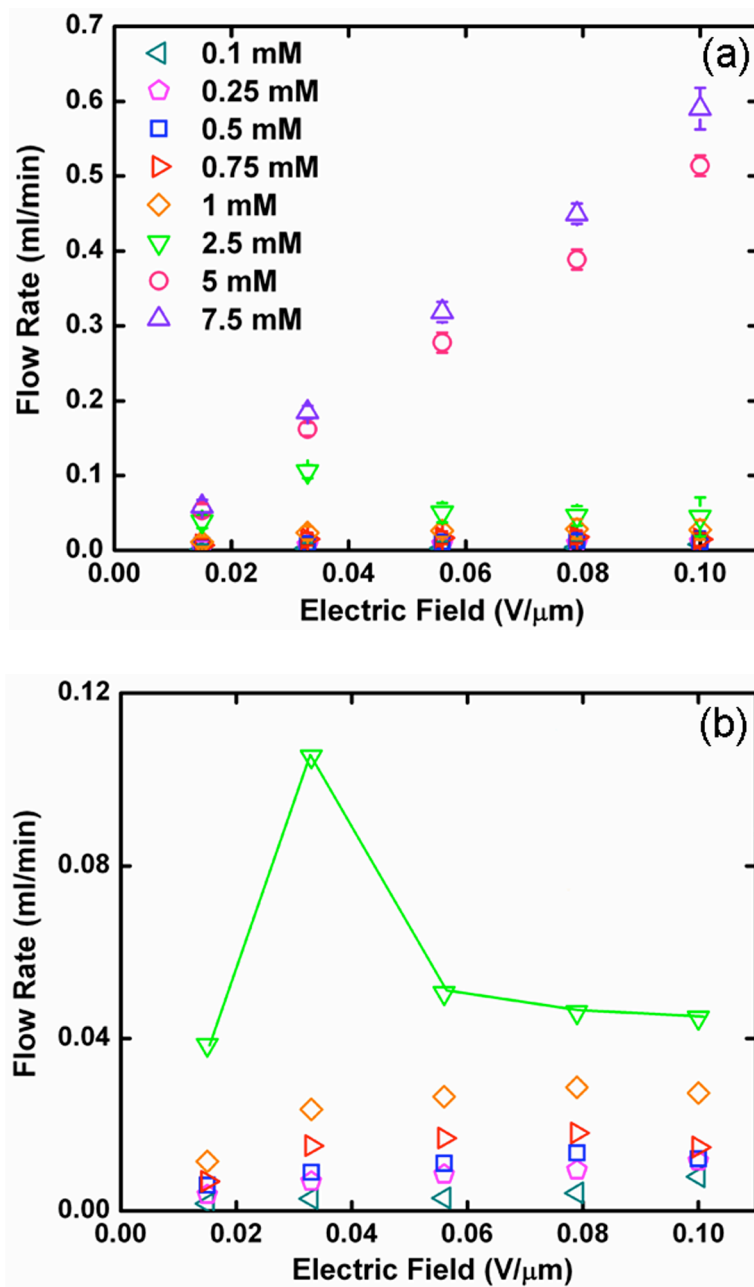 (a)
0.7
0.6
0.5
0.4
0.3
0.2
0.1
0.0
Flow Rate (ml/min)
0.1 mM
0.25 mM
0.5 mM
0.75 mM
1 mM
2.5 mM
5 mM
7.5 mM
0.00 0.02 0.04 0.06 0.08 0.10
Electric Field (V/μm)
(b)
0.12
0.08
0.04
0.00
Flow Rate (ml/min)
0.00 0.02 0.04 0.06 0.08 0.10
Electric Field (V/μm)